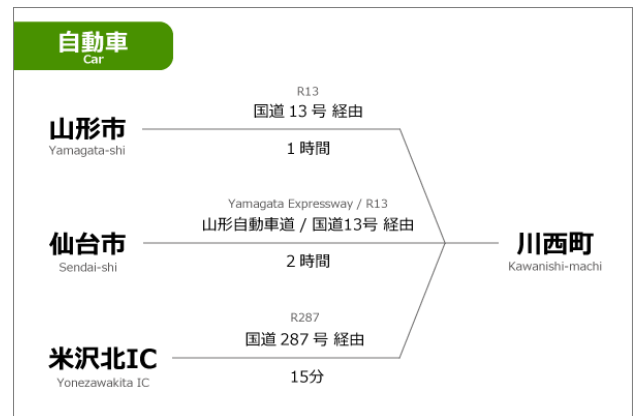 自動車
Car
R13
国道 13 号 経由
山形市
Yamagata-shi
1 時間
Yamagata Expressway / R13
山形自動車道 / 国道13号 経由
仙台市
Sendai-shi
2 時間
川西町
Kawanishi-machi
R287
国道 287 号 経由
米沢北IC
Yonezawakita IC
15分